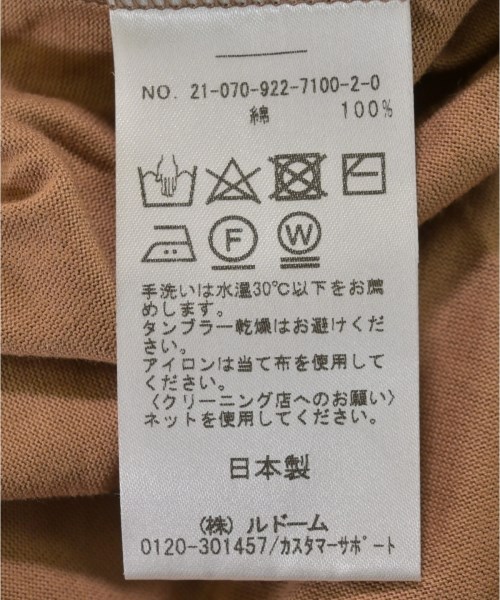 NO. 21-070-922-7100-2-0
綿 100%
F W
手洗いは水温30℃以下をお薦
めします。
タンブラー乾燥はお避けくだ
さい。
アイロンは当て布を使用して
ください。
〈クリーニング店へのお願い〉
ネットを使用してください。
日本製
(株) ルドーム
0120-301457/カスタマーサポート